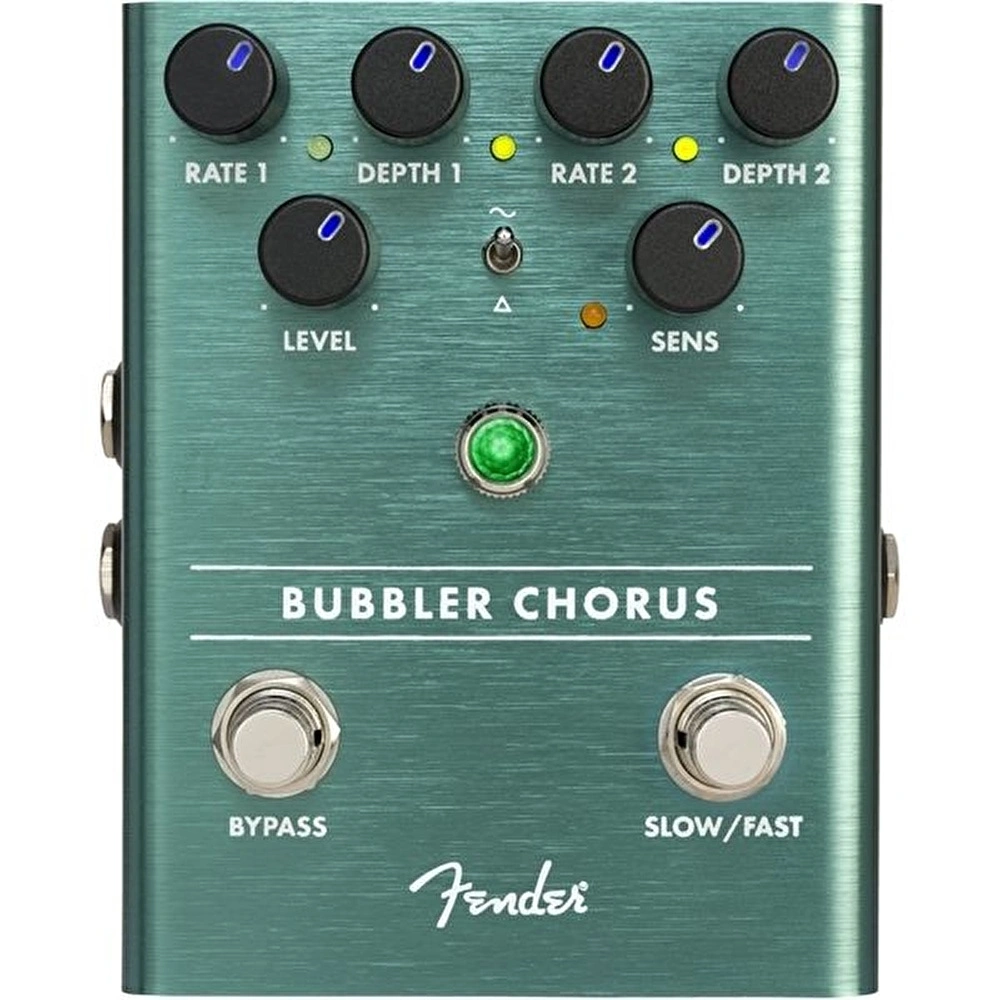 RATE 1 DEPTH 1 RATE 2 DEPTH 2
LEVEL SENS
BUBBLER CHORUS
BYPASS SLOW/FAST
Fender